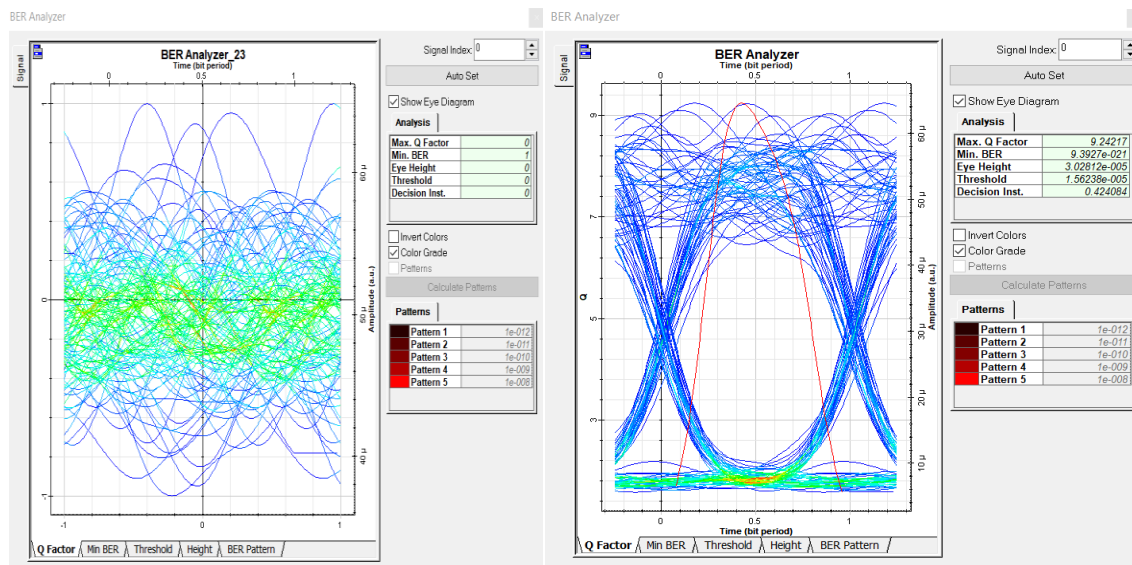 BER Analyzer
BER Analyzer_23
Time (bit period)
0 0.5 1
Signal
1
0
-1
60 µ
50 µ
40 µ
Amplitude (a.u.)
-1 0 1
Q Factor Min BER Threshold Height BER Pattern
Signal Index: 0
Auto Set
Show Eye Diagram
Analysis
Max. Q Factor 0
Min. BER 1
Eye Height 0
Threshold 0
Decision Inst. 0
Invert Colors
Color Grade
Patterns
Calculate Patterns
Patterns
Pattern 1 1e-012
Pattern 2 1e-011
Pattern 3 1e-010
Pattern 4 1e-009
Pattern 5 1e-008
BER Analyzer
BER Analyzer
Time (bit period)
0 0.5 1
Signal
Q
9
7
5
3
60 µ
50 µ
40 µ
30 µ
20 µ
10 µ
Amplitude (a.u.)
0 0.5 1
Time (bit period)
Q Factor Min BER Threshold Height BER Pattern
Signal Index: 0
Auto Set
Show Eye Diagram
Analysis
Max. Q Factor 9.24217
Min. BER 9.3927e-021
Eye Height 3.02812e-005
Threshold 1.56238e-005
Decision Inst. 0.424084
Invert Colors
Color Grade
Patterns
Calculate Patterns
Patterns
Pattern 1 1e-012
Pattern 2 1e-011
Pattern 3 1e-010
Pattern 4 1e-009
Pattern 5 1e-008